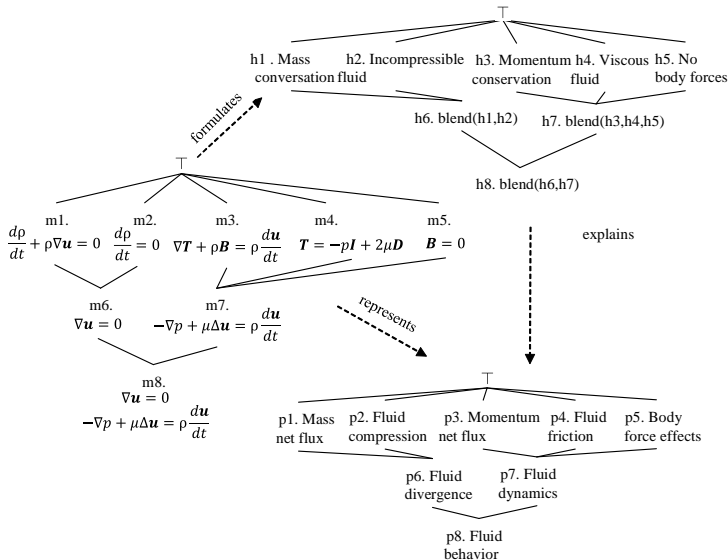 ⊤
h1 . Mass conversation
h2. Incompressible fluid
h3. Momentum conservation
h4. Viscous fluid
h5. No body forces
h6. blend(h1,h2)
h7. blend(h3,h4,h5)
h8. blend(h6,h7)
formulates
⊤
m1.
dρ/dt + ρ∇u = 0
m2.
dρ/dt = 0
m3.
∇T + ρB = ρ du/dt
m4.
T = −pI + 2μD
m5.
B = 0
m6.
∇u = 0
m7.
−∇p + μΔu = ρ du/dt
m8.
∇u = 0
−∇p + μΔu = ρ du/dt
explains
represents
⊤
p1. Mass net flux
p2. Fluid compression
p3. Momentum net flux
p4. Fluid friction
p5. Body force effects
p6. Fluid divergence
p7. Fluid dynamics
p8. Fluid behavior